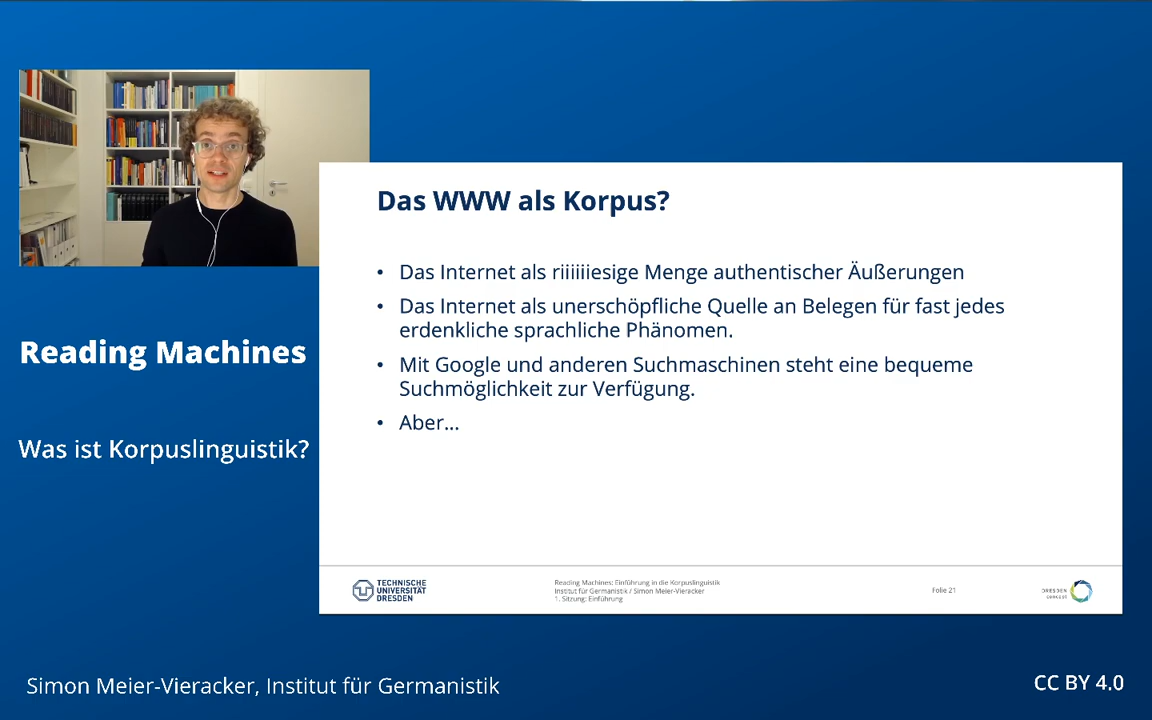 Das WWW als Korpus?
• Das Internet als riiiiiiesige Menge authentischer Äußerungen
• Das Internet als unerschöpfliche Quelle an Belegen für fast jedes
erdenkliche sprachliche Phänomen.
• Mit Google und anderen Suchmaschinen steht eine bequeme
Suchmöglichkeit zur Verfügung.
• Aber...
Reading Machines
Was ist Korpuslinguistik?
TECHNISCHE
UNIVERSITÄT
DRESDEN
Reading Machines: Einführung in die Korpuslinguistik
Institut für Germanistik / Simon Meier-Vieracker
1. Sitzung: Einführung
Folie 21
DRESDEN
concept
Simon Meier-Vieracker, Institut für Germanistik
CC BY 4.0